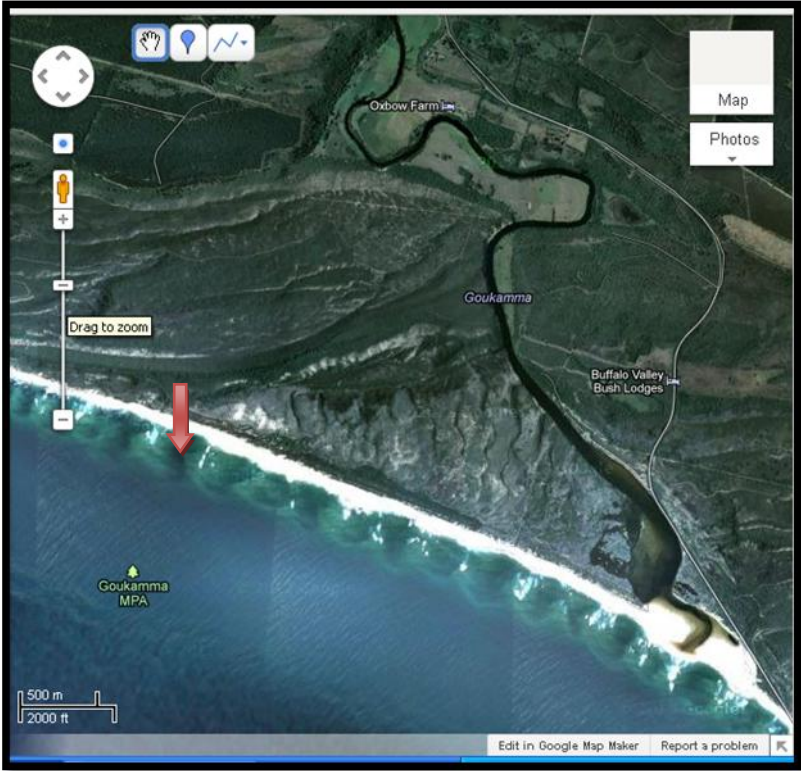 Oxbow Farm
Map
Photos
Drag to zoom
Goukamma
Buffalo Valley
Bush Lodges
Goukamma
MPA
500 m
2000 ft
Edit in Google Map Maker
Report a problem